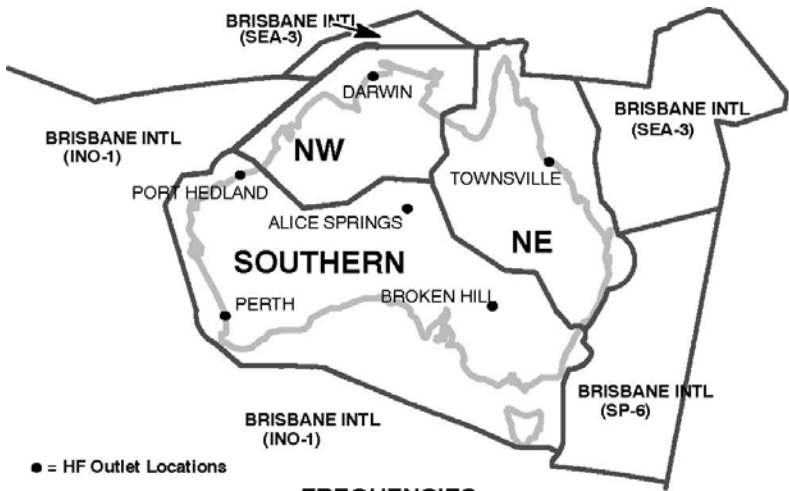 BRISBANE INTL
(SEA-3)
DARWIN
BRISBANE INTL
(SEA-3)
BRISBANE INTL
(INO-1)
NW
TOWNSVILLE
PORT HEDLAND
ALICE SPRINGS
NE
SOUTHERN
BROKEN HILL
PERTH
BRISBANE INTL
(SP-6)
BRISBANE INTL
(INO-1)
● = HF Outlet Locations
FREQUENCIES